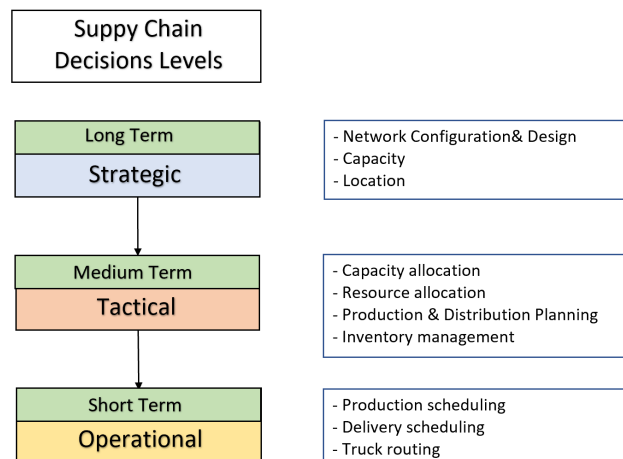 Suppy Chain
Decisions Levels
Long Term
Strategic
- Network Configuration& Design
- Capacity
- Location
Medium Term
Tactical
- Capacity allocation
- Resource allocation
- Production & Distribution Planning
- Inventory management
Short Term
Operational
- Production scheduling
- Delivery scheduling
- Truck routing